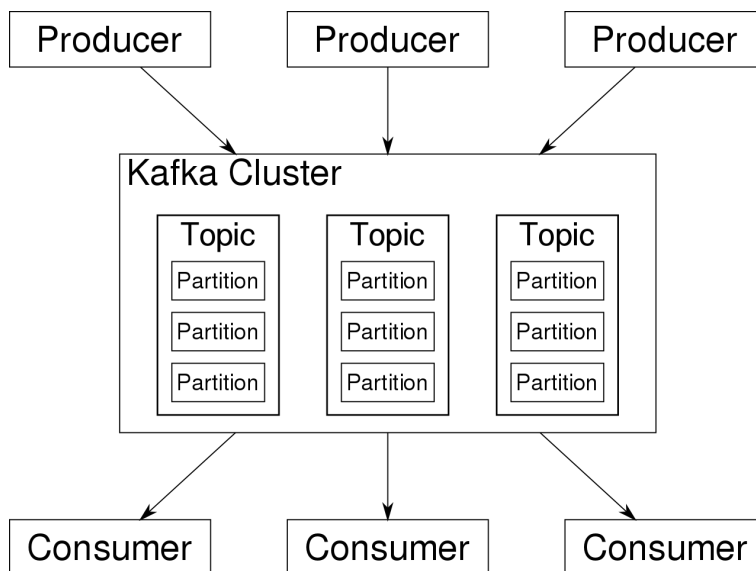 Producer Producer Producer
Kafka Cluster
Topic Topic Topic
Partition Partition Partition
Partition Partition Partition
Partition Partition Partition
Consumer Consumer Consumer